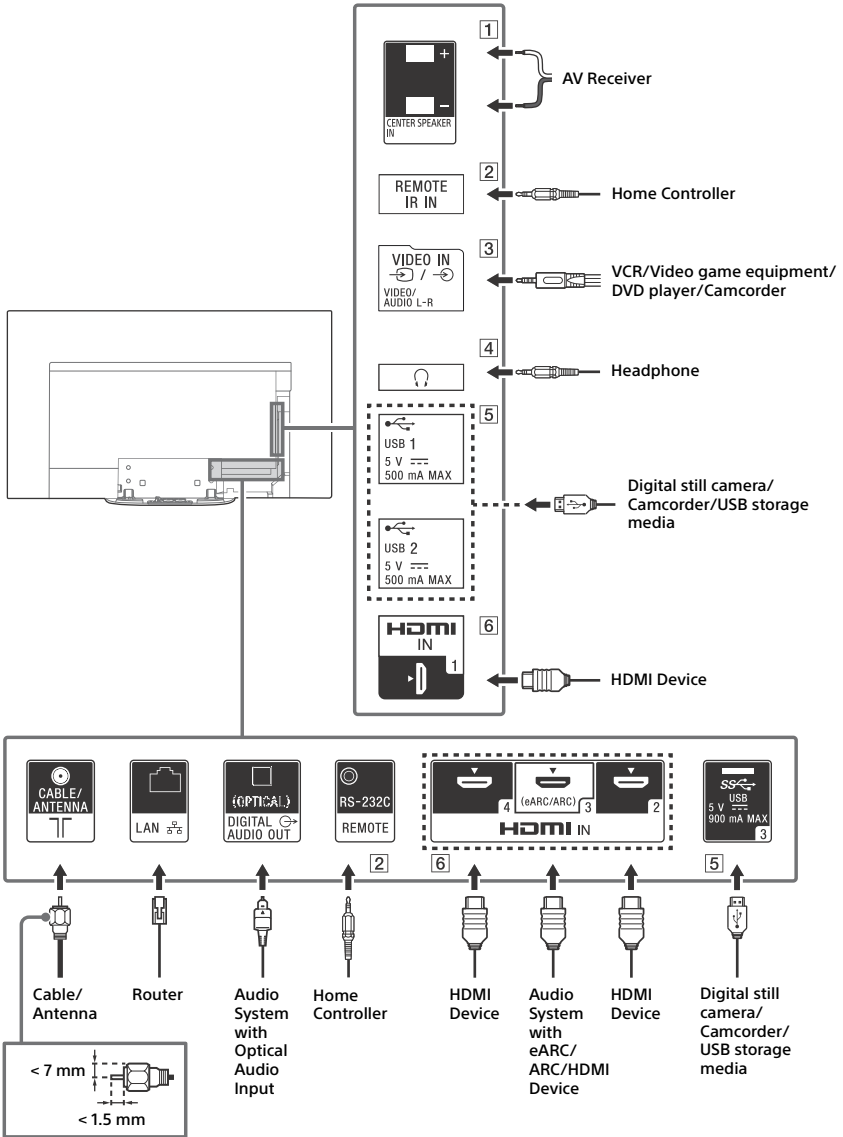 1
+
–
CENTER SPEAKER
IN
AV Receiver
2
REMOTE
IR IN
Home Controller
3
VIDEO IN
/
VIDEO/
AUDIO L-R
VCR/Video game equipment/
DVD player/Camcorder
4
Headphone
5
USB 1
5 V
500 mA MAX
USB 2
5 V
500 mA MAX
Digital still camera/
Camcorder/USB storage
media
6
HDMI
IN
1
HDMI Device
CABLE/
ANTENNA
LAN
(OPTICAL)
DIGITAL
AUDIO OUT
RS-232C
REMOTE
2
4
(eARC/ARC)
3
2
HDMI IN
6
SS
USB
5 V
900 mA MAX
3
5
Cable/
Antenna
Router
Audio
System
with
Optical
Audio
Input
Home
Controller
HDMI
Device
Audio
System
with
eARC/
ARC/HDMI
Device
HDMI
Device
Digital still
camera/
Camcorder/
USB storage
media
< 7 mm
< 1.5 mm